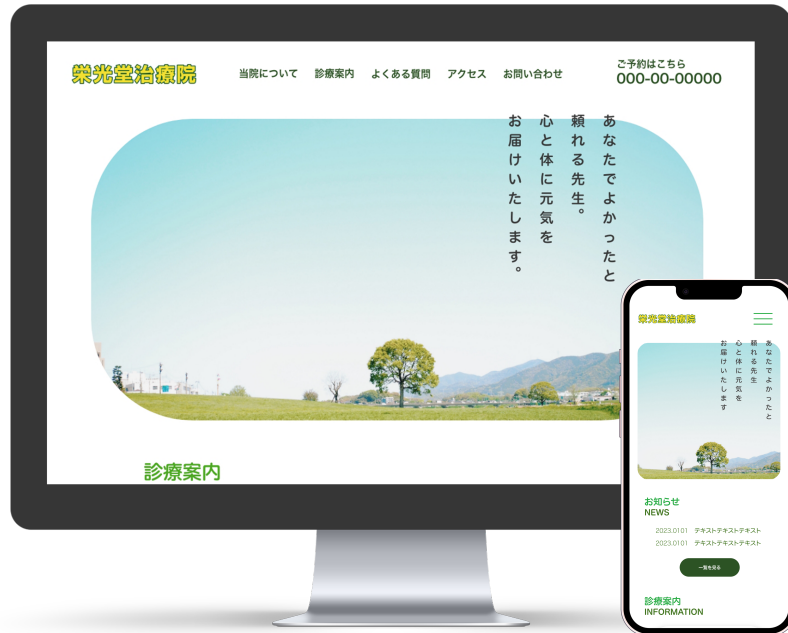 栄光堂治療院
当院について 診療案内 よくある質問 アクセス お問い合わせ
ご予約はこちら
000-00-00000
あなたでよかったと
頼れる先生。
心と体に元気を
お届けいたします。
診療案内
栄光堂治療院
あなたでよかったと
頼れる先生
心と体に元気を
お届けいたします
お知らせ
NEWS
2023.0101 テキストテキストテキスト
2023.0101 テキストテキストテキスト
一覧を見る
診療案内
INFORMATION